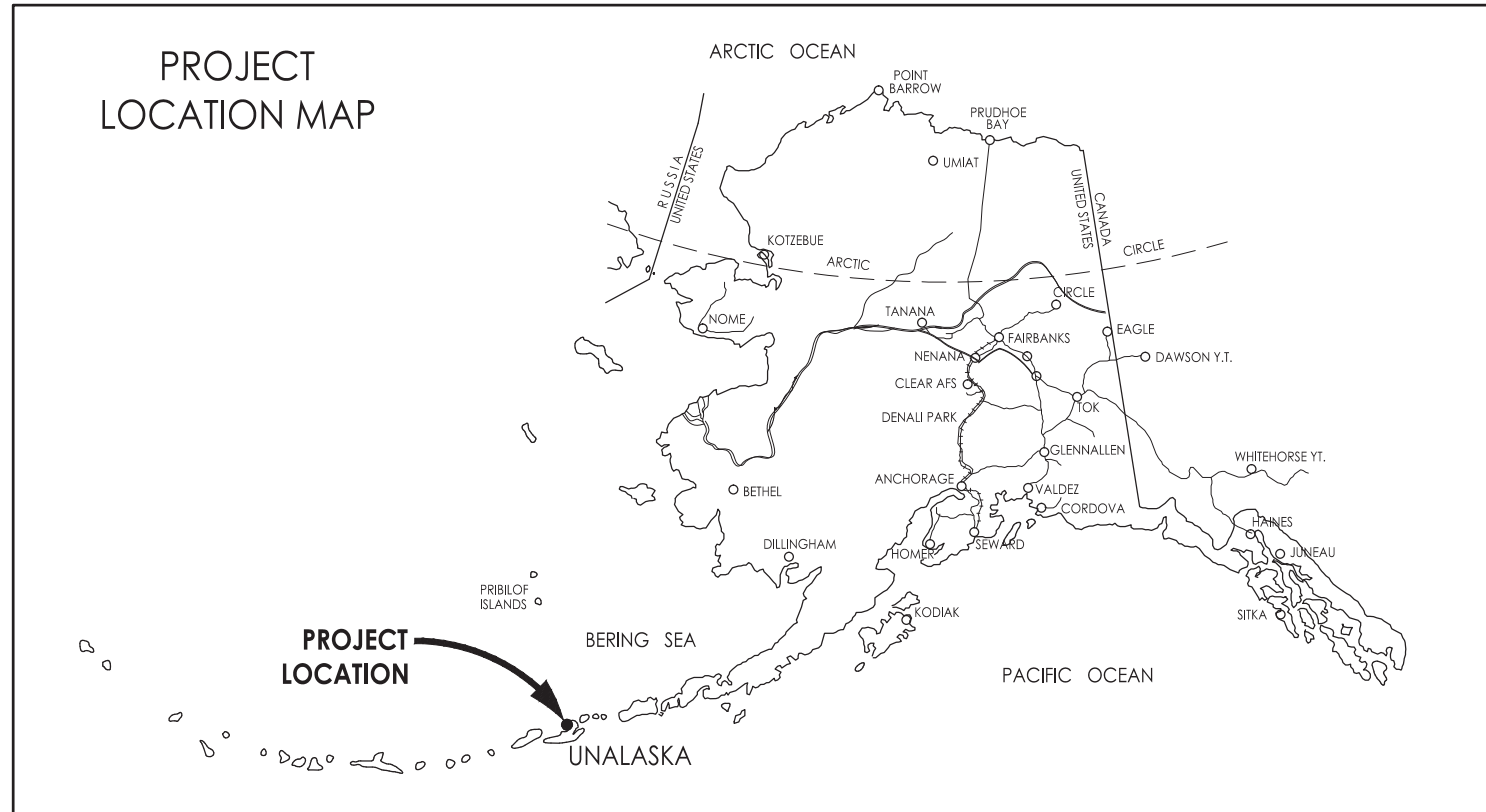 PROJECT
LOCATION MAP
ARCTIC OCEAN
POINT
BARROW
PRUDHOE
BAY
UMIAT
RUSSIA
UNITED STATES
CANADA
UNITED STATES
KOTZEBUE
ARCTIC
CIRCLE
CIRCLE
TANANA
NOME
FAIRBANKS
EAGLE
NENANA
DAWSON Y.T.
CLEAR AFS
TOK
DENALI PARK
GLENNALLEN
WHITEHORSE YT.
ANCHORAGE
VALDEZ
BETHEL
CORDOVA
HAINES
DILLINGHAM
HOMER
SEWARD
JUNEAU
PRIBILOF
ISLANDS
KODIAK
SITKA
PROJECT
LOCATION
BERING SEA
PACIFIC OCEAN
UNALASKA